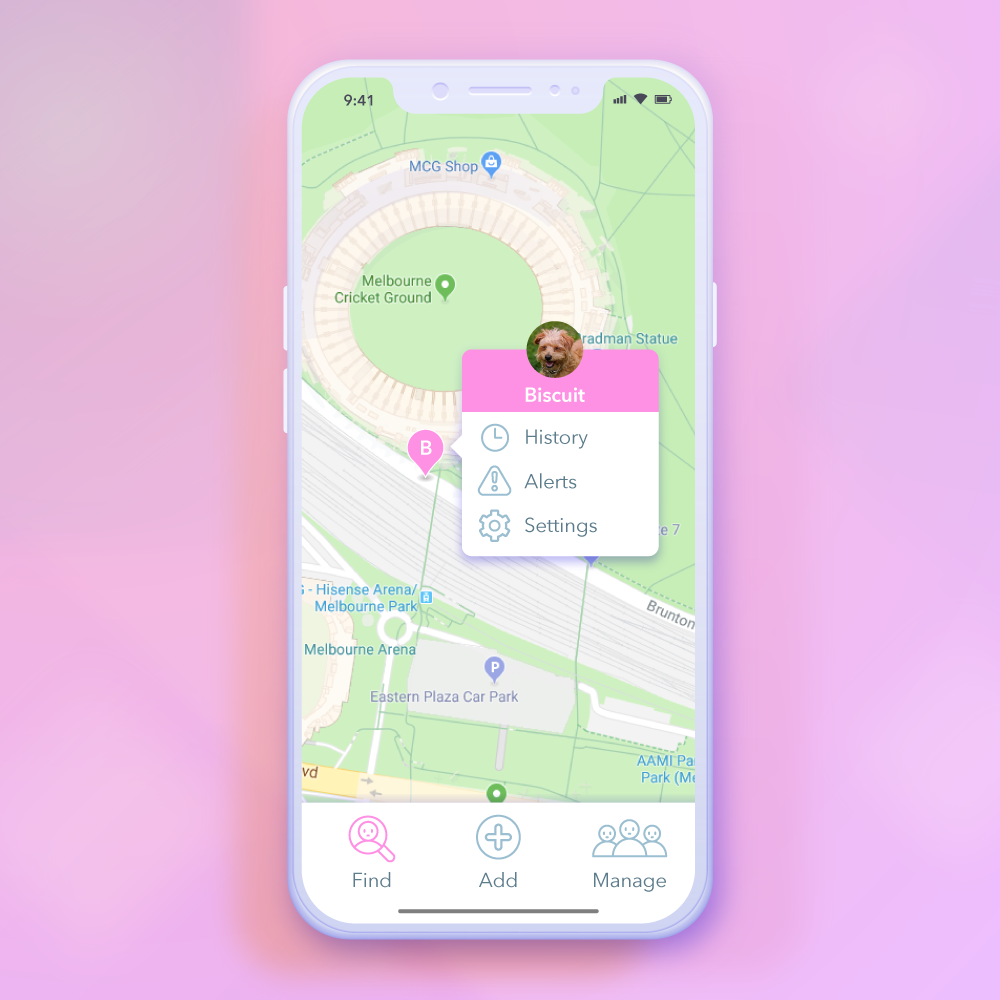 9:41
MCG Shop
Melbourne
Cricket Ground
radman Statue
Biscuit
History
B
Alerts
Settings
e 7
- Hisense Arena/
Melbourne Park
Brunton
Melbourne Arena
P
Eastern Plaza Car Park
AAMI Pa
Park (Me
vd
Find
Add
Manage